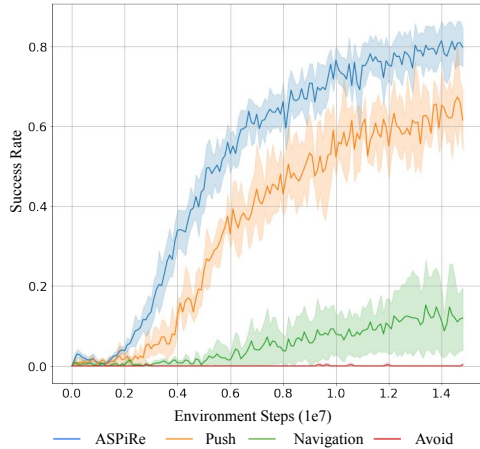 0.8
0.6
0.4
0.2
0.0
Success Rate
0.0 0.2 0.4 0.6 0.8 1.0 1.2 1.4
Environment Steps (1e7)
ASPiRe Push Navigation Avoid